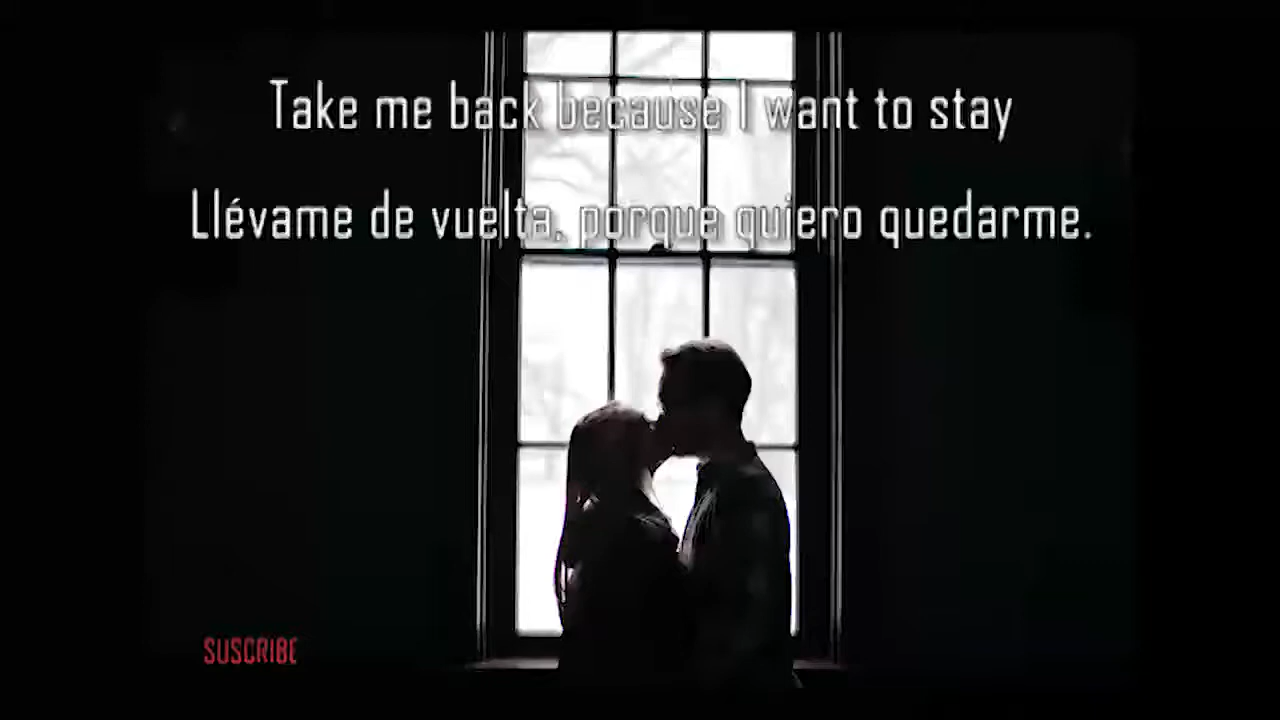 Take me back because I want to stay
Llévame de vuelta, porque quiero quedarme.
SUSCRIBE